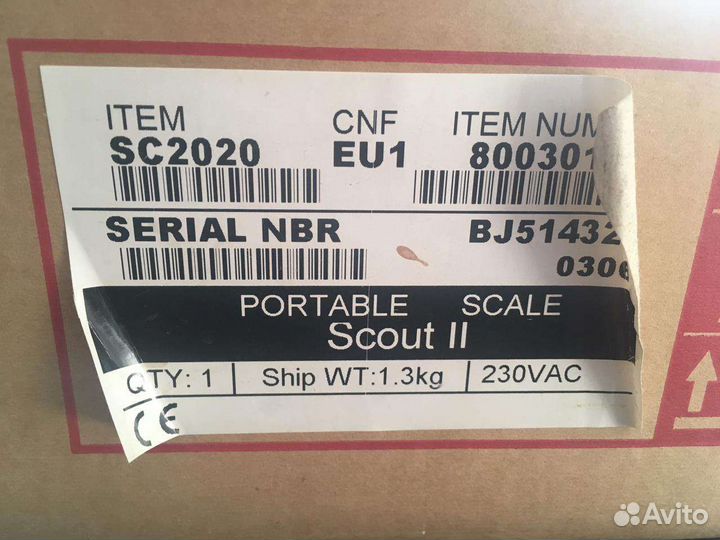 ITEM CNF ITEM NUM
SC2020 EU1 80030
SERIAL NBR BJ51432
0306
PORTABLE SCALE
Scout II
QTY: 1 Ship WT:1.3kg 230VAC
CE
Avito